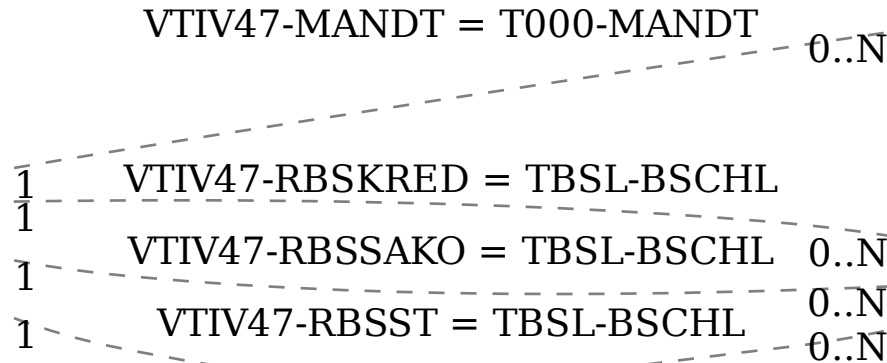 VTIV47-MANDT = T000-MANDT
0..N
1
VTIV47-RBSKRED = TBSL-BSCHL
1
VTIV47-RBSSAKO = TBSL-BSCHL
0..N
1
0..N
VTIV47-RBSST = TBSL-BSCHL
1
0..N